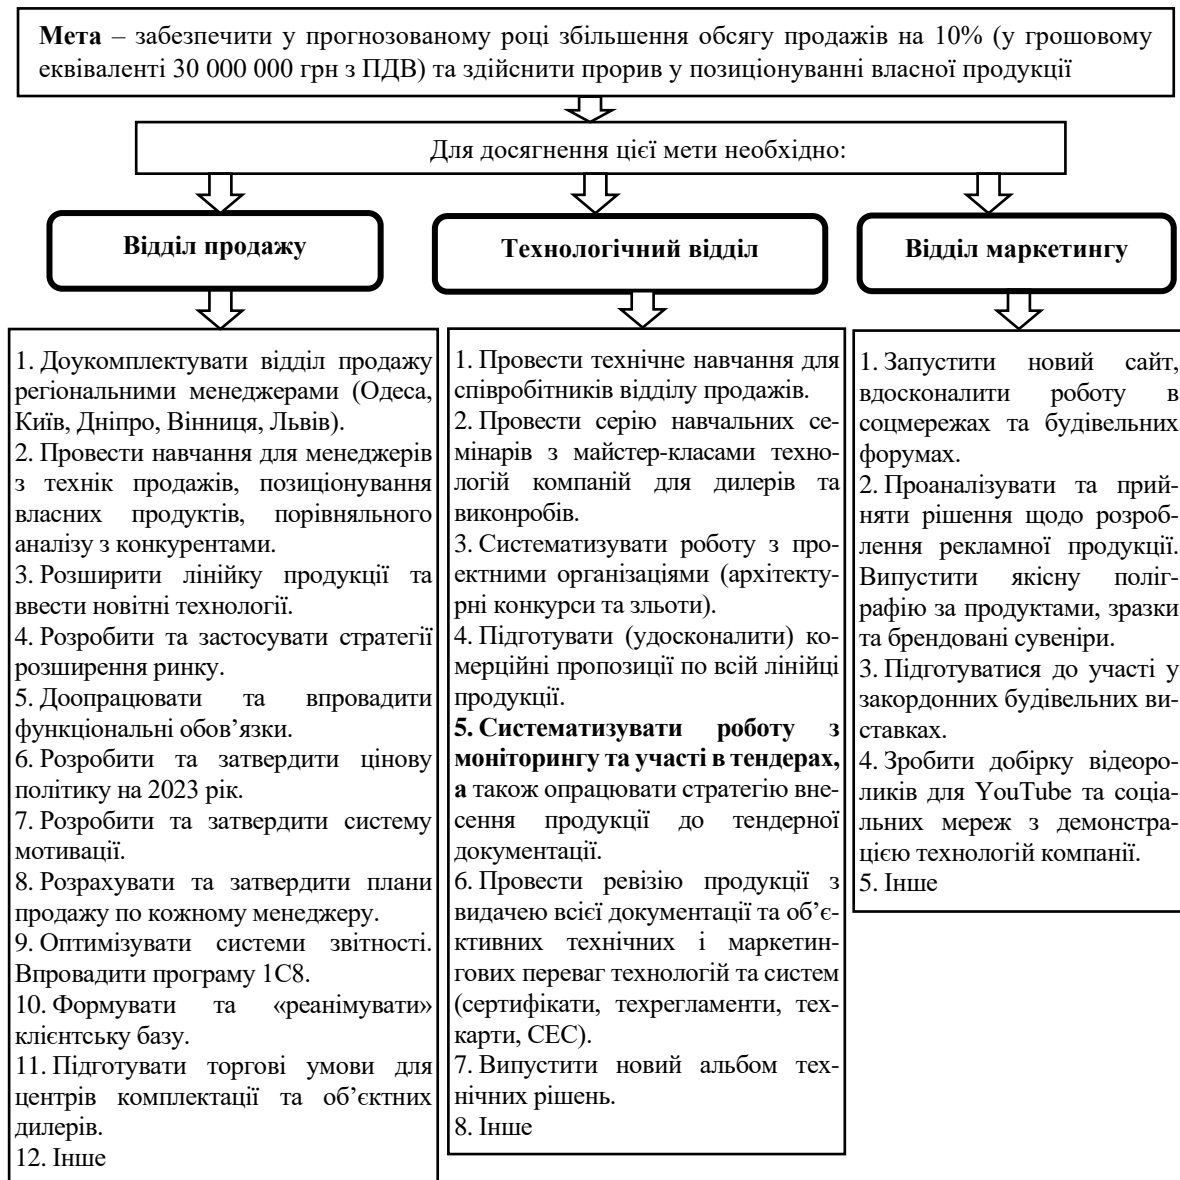 Мета – забезпечити у прогнозованому році збільшення обсягу продажів на 10% (у грошовому
еквіваленті 30 000 000 грн з ПДВ) та здійснити прорив у позиціонуванні власної продукції
Для досягнення цієї мети необхідно:
Відділ продажу
1. Доукомплектувати відділ продажу
регіональними менеджерами (Одеса,
Київ, Дніпро, Вінниця, Львів).
2. Провести навчання для менеджерів
з технік продажів, позиціонування
власних продуктів, порівняльного
аналізу з конкурентами.
3. Розширити лінійку продукції та
ввести новітні технології.
4. Розробити та застосувати стратегії
розширення ринку.
5. Доопрацювати та впровадити
функціональні обов’язки.
6. Розробити та затвердити цінову
політику на 2023 рік.
7. Розробити та затвердити систему
мотивації.
8. Розрахувати та затвердити плани
продажу по кожному менеджеру.
9. Оптимізувати системи звітності.
Впровадити програму 1С8.
10. Формувати та «реанімувати»
клієнтську базу.
11. Підготувати торгові умови для
центрів комплектації та об’єктних
дилерів.
12. Інше
Технологічний відділ
1. Провести технічне навчання для
співробітників відділу продажів.
2. Провести серію навчальних се-
мінарів з майстер-класами техно-
логій компаній для дилерів та
виконробів.
3. Систематизувати роботу з про-
ектними організаціями (архітекту-
рні конкурси та зльоти).
4. Підготувати (удосконалити) ко-
мерційні пропозиції по всій лінійці
продукції.
5. Систематизувати роботу з
моніторингу та участі в тендерах,
а також опрацювати стратегію вне-
сення продукції до тендерної
документації.
6. Провести ревізію продукції з
видачею всієї документації та об’є-
ктивних технічних і маркетин-
гових переваг технологій та систем
(сертифікати, техрегламенти, тех-
карти, СЕС).
7. Випустити новий альбом тех-
нічних рішень.
8. Інше
Відділ маркетингу
1. Запустити новий сайт,
вдосконалити роботу в
соцмережах та будівельних
форумах.
2. Проаналізувати та прий-
няти рішення щодо розроб-
лення рекламної продукції.
Випустити якісну поліг-
рафію за продуктами, зразки
та брендовані сувеніри.
3. Підготуватися до участі у
закордонних будівельних ви-
ставках.
4. Зробити добірку відеоро-
ликів для YouTube та соціа-
льних мереж з демонстра-
цією технологій компанії.
5. Інше